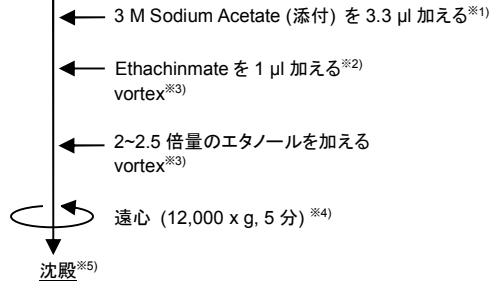 3 M Sodium Acetate (添付) を 3.3 µl 加える※1)
Ethachinmate を 1 µl 加える※2)
vortex※3)
2~2.5 倍量のエタノールを加える
vortex※3)
遠心 (12,000 x g, 5 分) ※4)
沈殿※5)